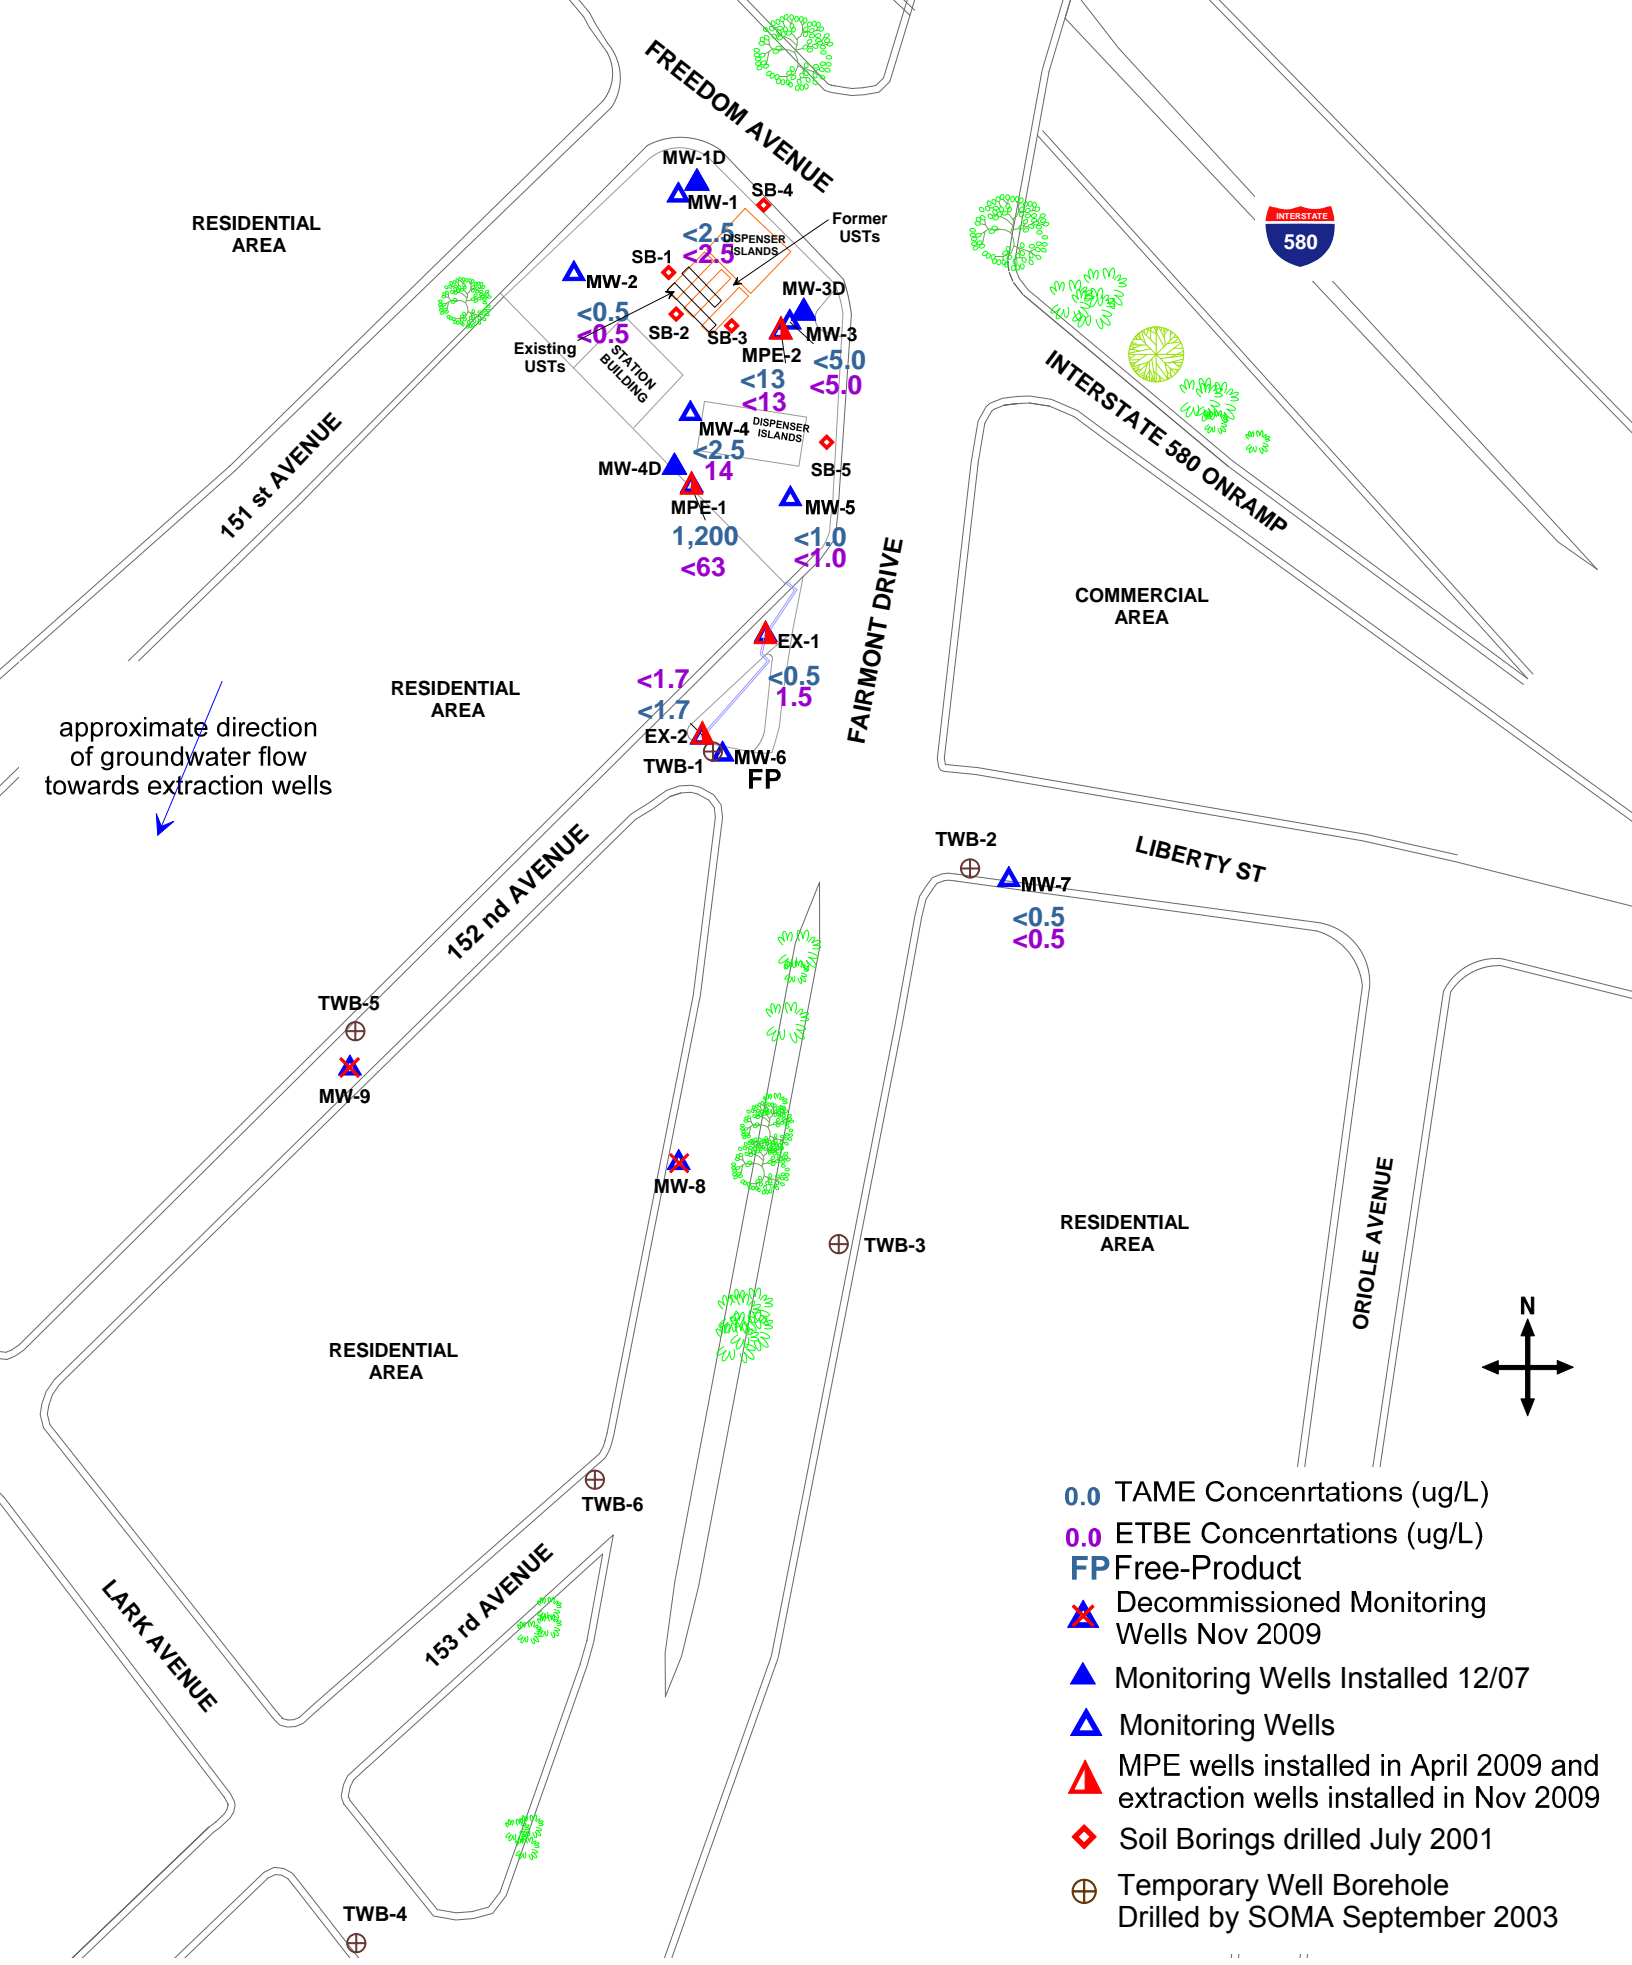 FREEDOM AVENUE
MW-1D
MW-1
SB-4
RESIDENTIAL
AREA
Former
USTs
<2.5
<2.5
DISPENSER
ISLANDS
INTERSTATE
580
SB-1
MW-2
MW-3D
<0.5
<0.5
SB-2
SB-3
MW-3
Existing
USTs
STATION
BUILDING
MPE-2
<5.0
<5.0
<13
<13
INTERSTATE 580 ONRAMP
MW-4
DISPENSER
ISLANDS
<2.5
14
MW-4D
SB-5
151 st AVENUE
MPE-1
MW-5
1,200
<63
<1.0
<1.0
FAIRMONT DRIVE
COMMERCIAL
AREA
EX-1
<0.5
1.5
RESIDENTIAL
AREA
<1.7
<1.7
EX-2
TWB-1
MW-6
FP
approximate direction
of groundwater flow
towards extraction wells
TWB-2
LIBERTY ST
MW-7
<0.5
<0.5
152 nd AVENUE
TWB-5
MW-9
MW-8
TWB-3
RESIDENTIAL
AREA
ORIOLE AVENUE
RESIDENTIAL
AREA
N
TWB-6
153 rd AVENUE
LARK AVENUE
TWB-4
0.0 TAME Concenrtations (ug/L)
0.0 ETBE Concenrtations (ug/L)
FP Free-Product
Decommissioned Monitoring
Wells Nov 2009
Monitoring Wells Installed 12/07
Monitoring Wells
MPE wells installed in April 2009 and
extraction wells installed in Nov 2009
Soil Borings drilled July 2001
Temporary Well Borehole
Drilled by SOMA September 2003